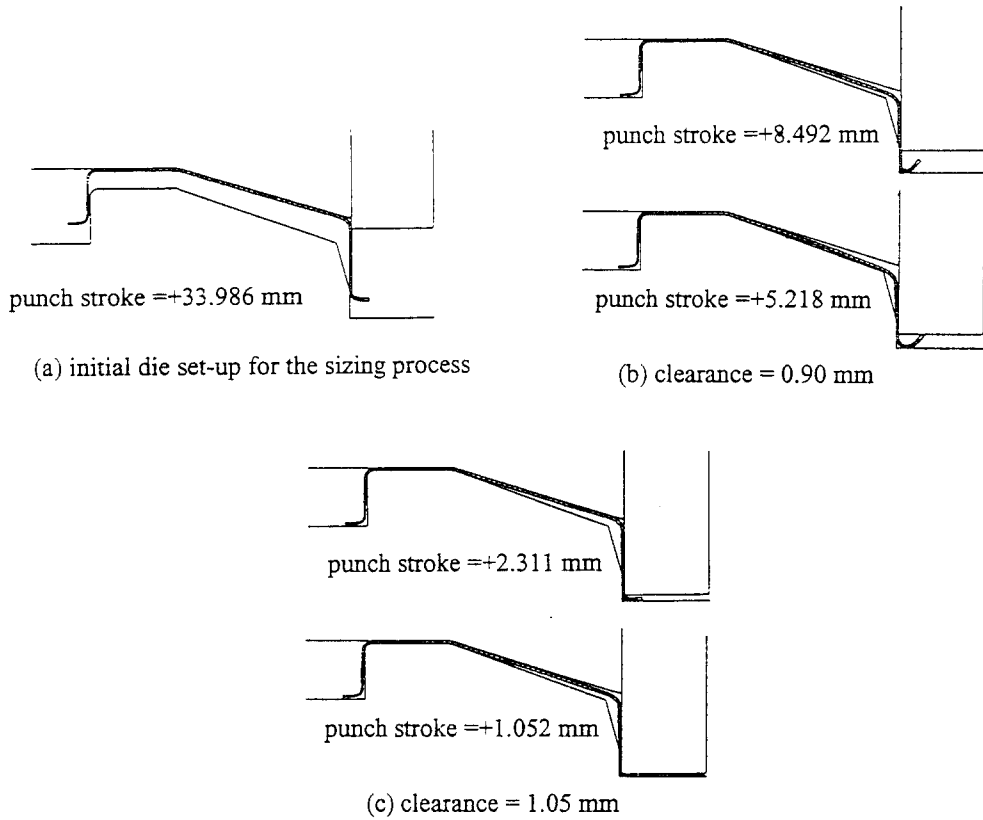 punch stroke =+33.986 mm
(a) initial die set-up for the sizing process
punch stroke =+8.492 mm
punch stroke =+5.218 mm
(b) clearance = 0.90 mm
punch stroke =+2.311 mm
punch stroke =+1.052 mm
(c) clearance = 1.05 mm